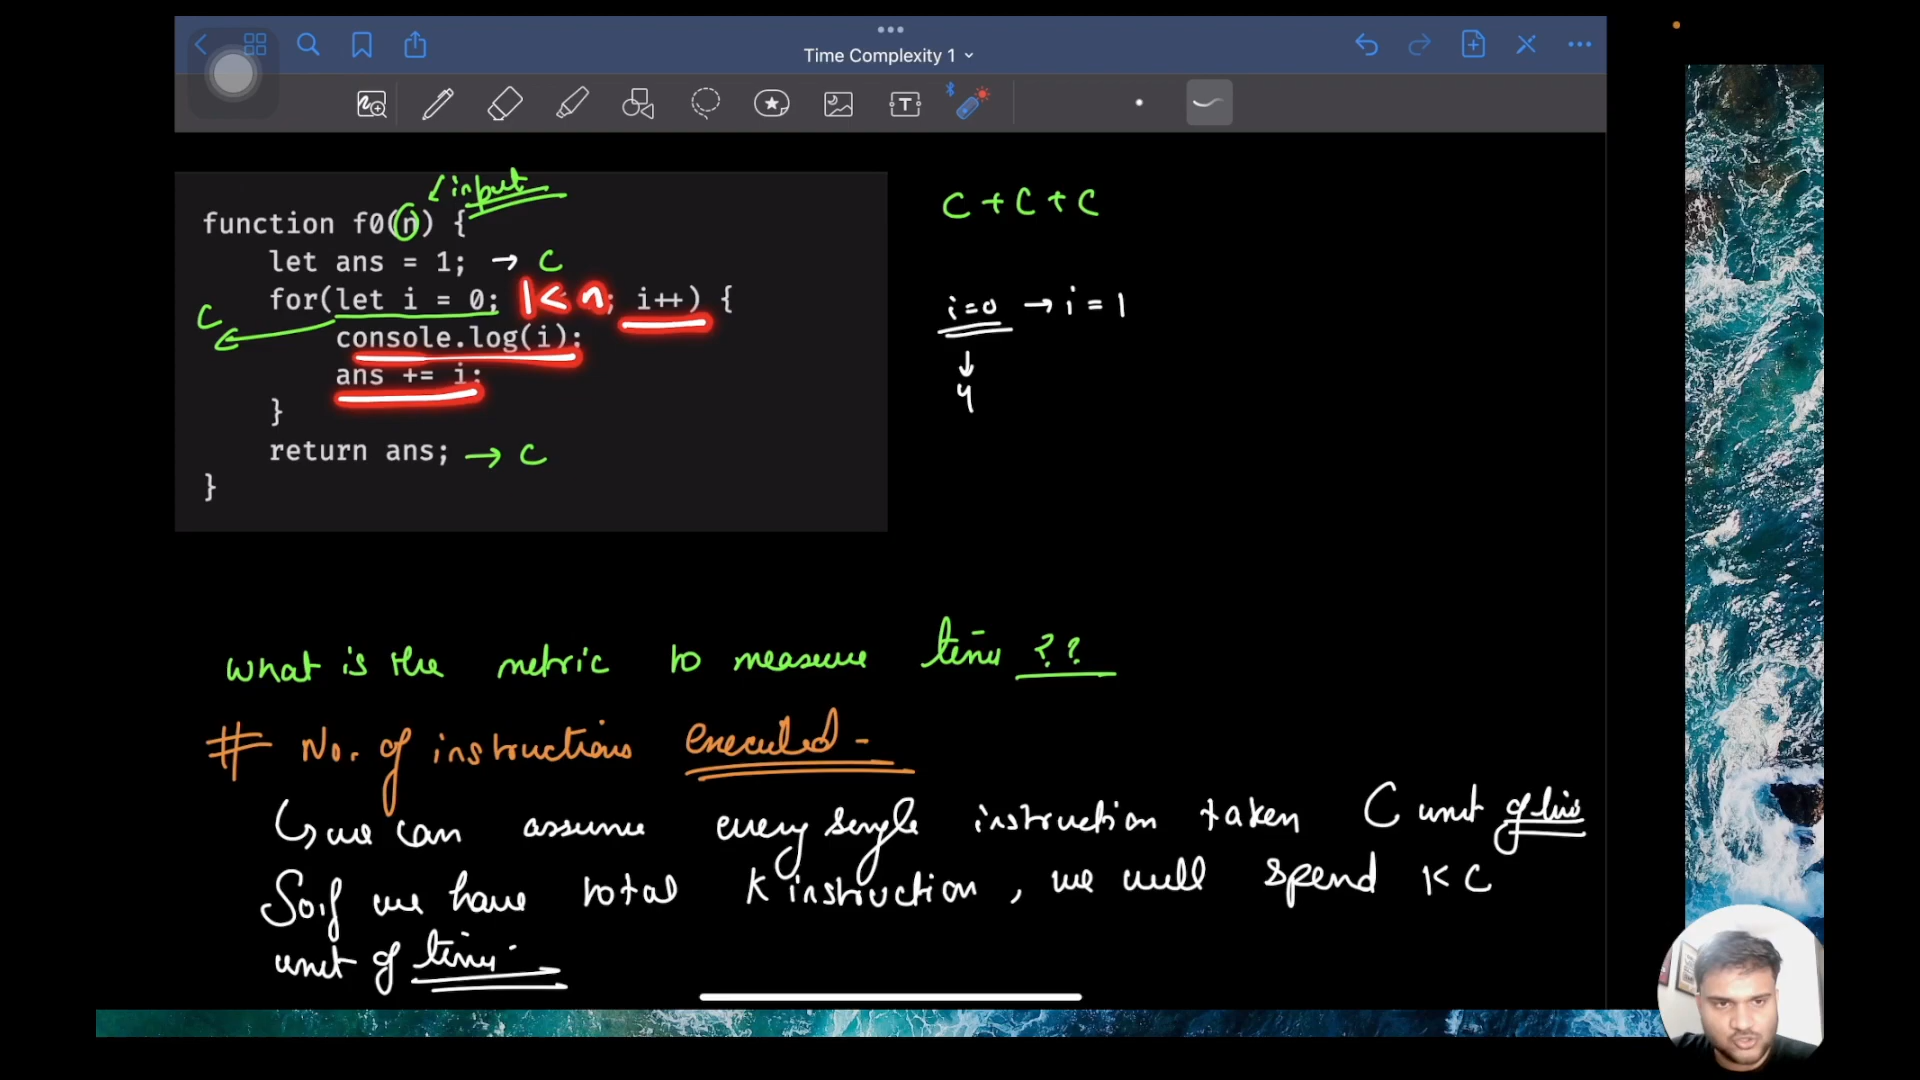 Time Complexity 1
input
function f0(n) {
let ans = 1; → C
for(let i = 0; i < n; i++) {
C
console.log(i);
ans += i;
}
return ans; → C
}
C + C + C
i=0 → i = 1
↓
4
what is the metric to measure time ??
# No. of instructions executed -
↳ we can assume every single instruction taken C unit of time
So if we have total K instruction, we will spend KC
unit of time.